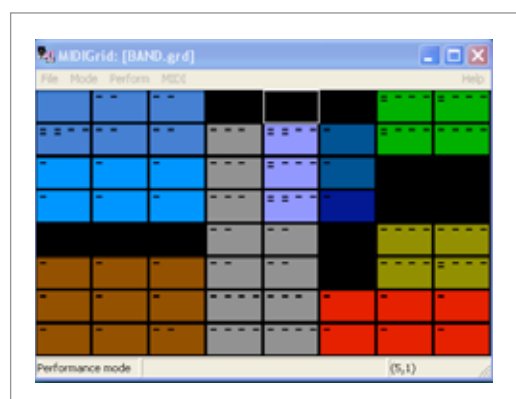 MIDIGrid: [BAND.grd]
File Mode Perform MIDI Help
Performance mode (5,1)